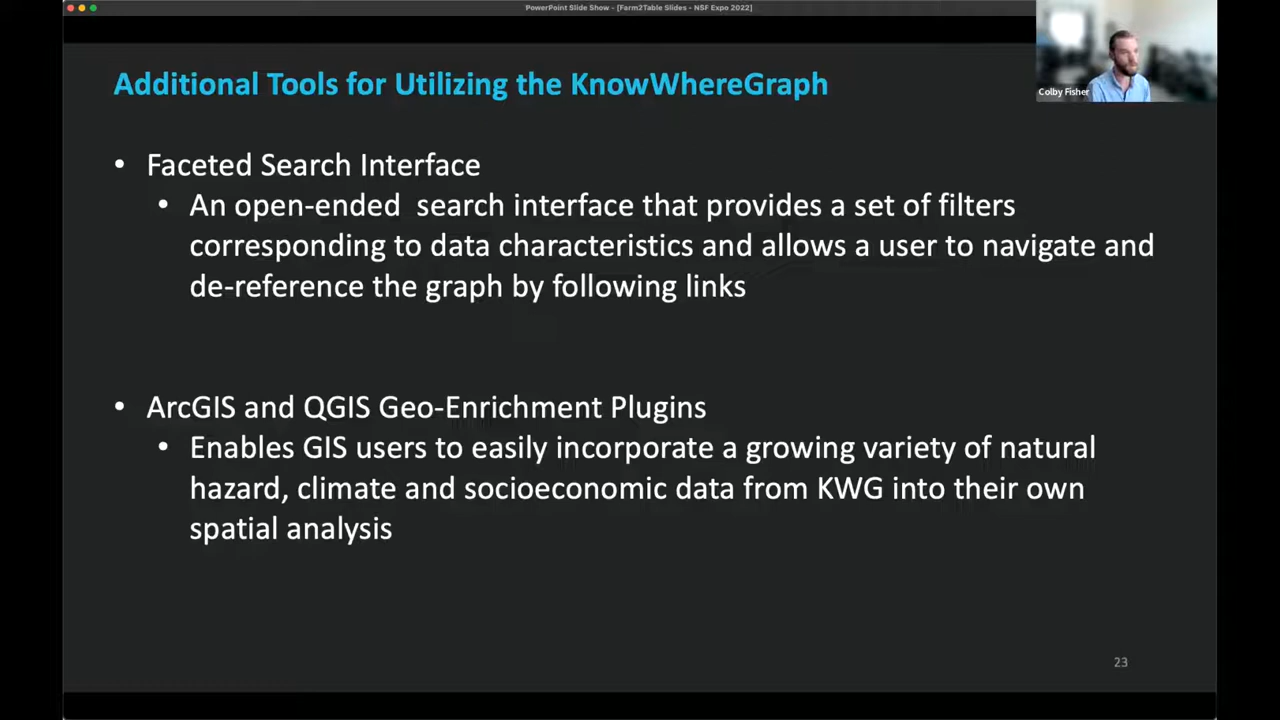 PowerPoint Slide Show - [Farm2Table Slides - NSF Expo 2022]
Additional Tools for Utilizing the KnowWhereGraph
Colby Fisher
• Faceted Search Interface
• An open-ended search interface that provides a set of filters
corresponding to data characteristics and allows a user to navigate and
de-reference the graph by following links
• ArcGIS and QGIS Geo-Enrichment Plugins
• Enables GIS users to easily incorporate a growing variety of natural
hazard, climate and socioeconomic data from KWG into their own
spatial analysis
23